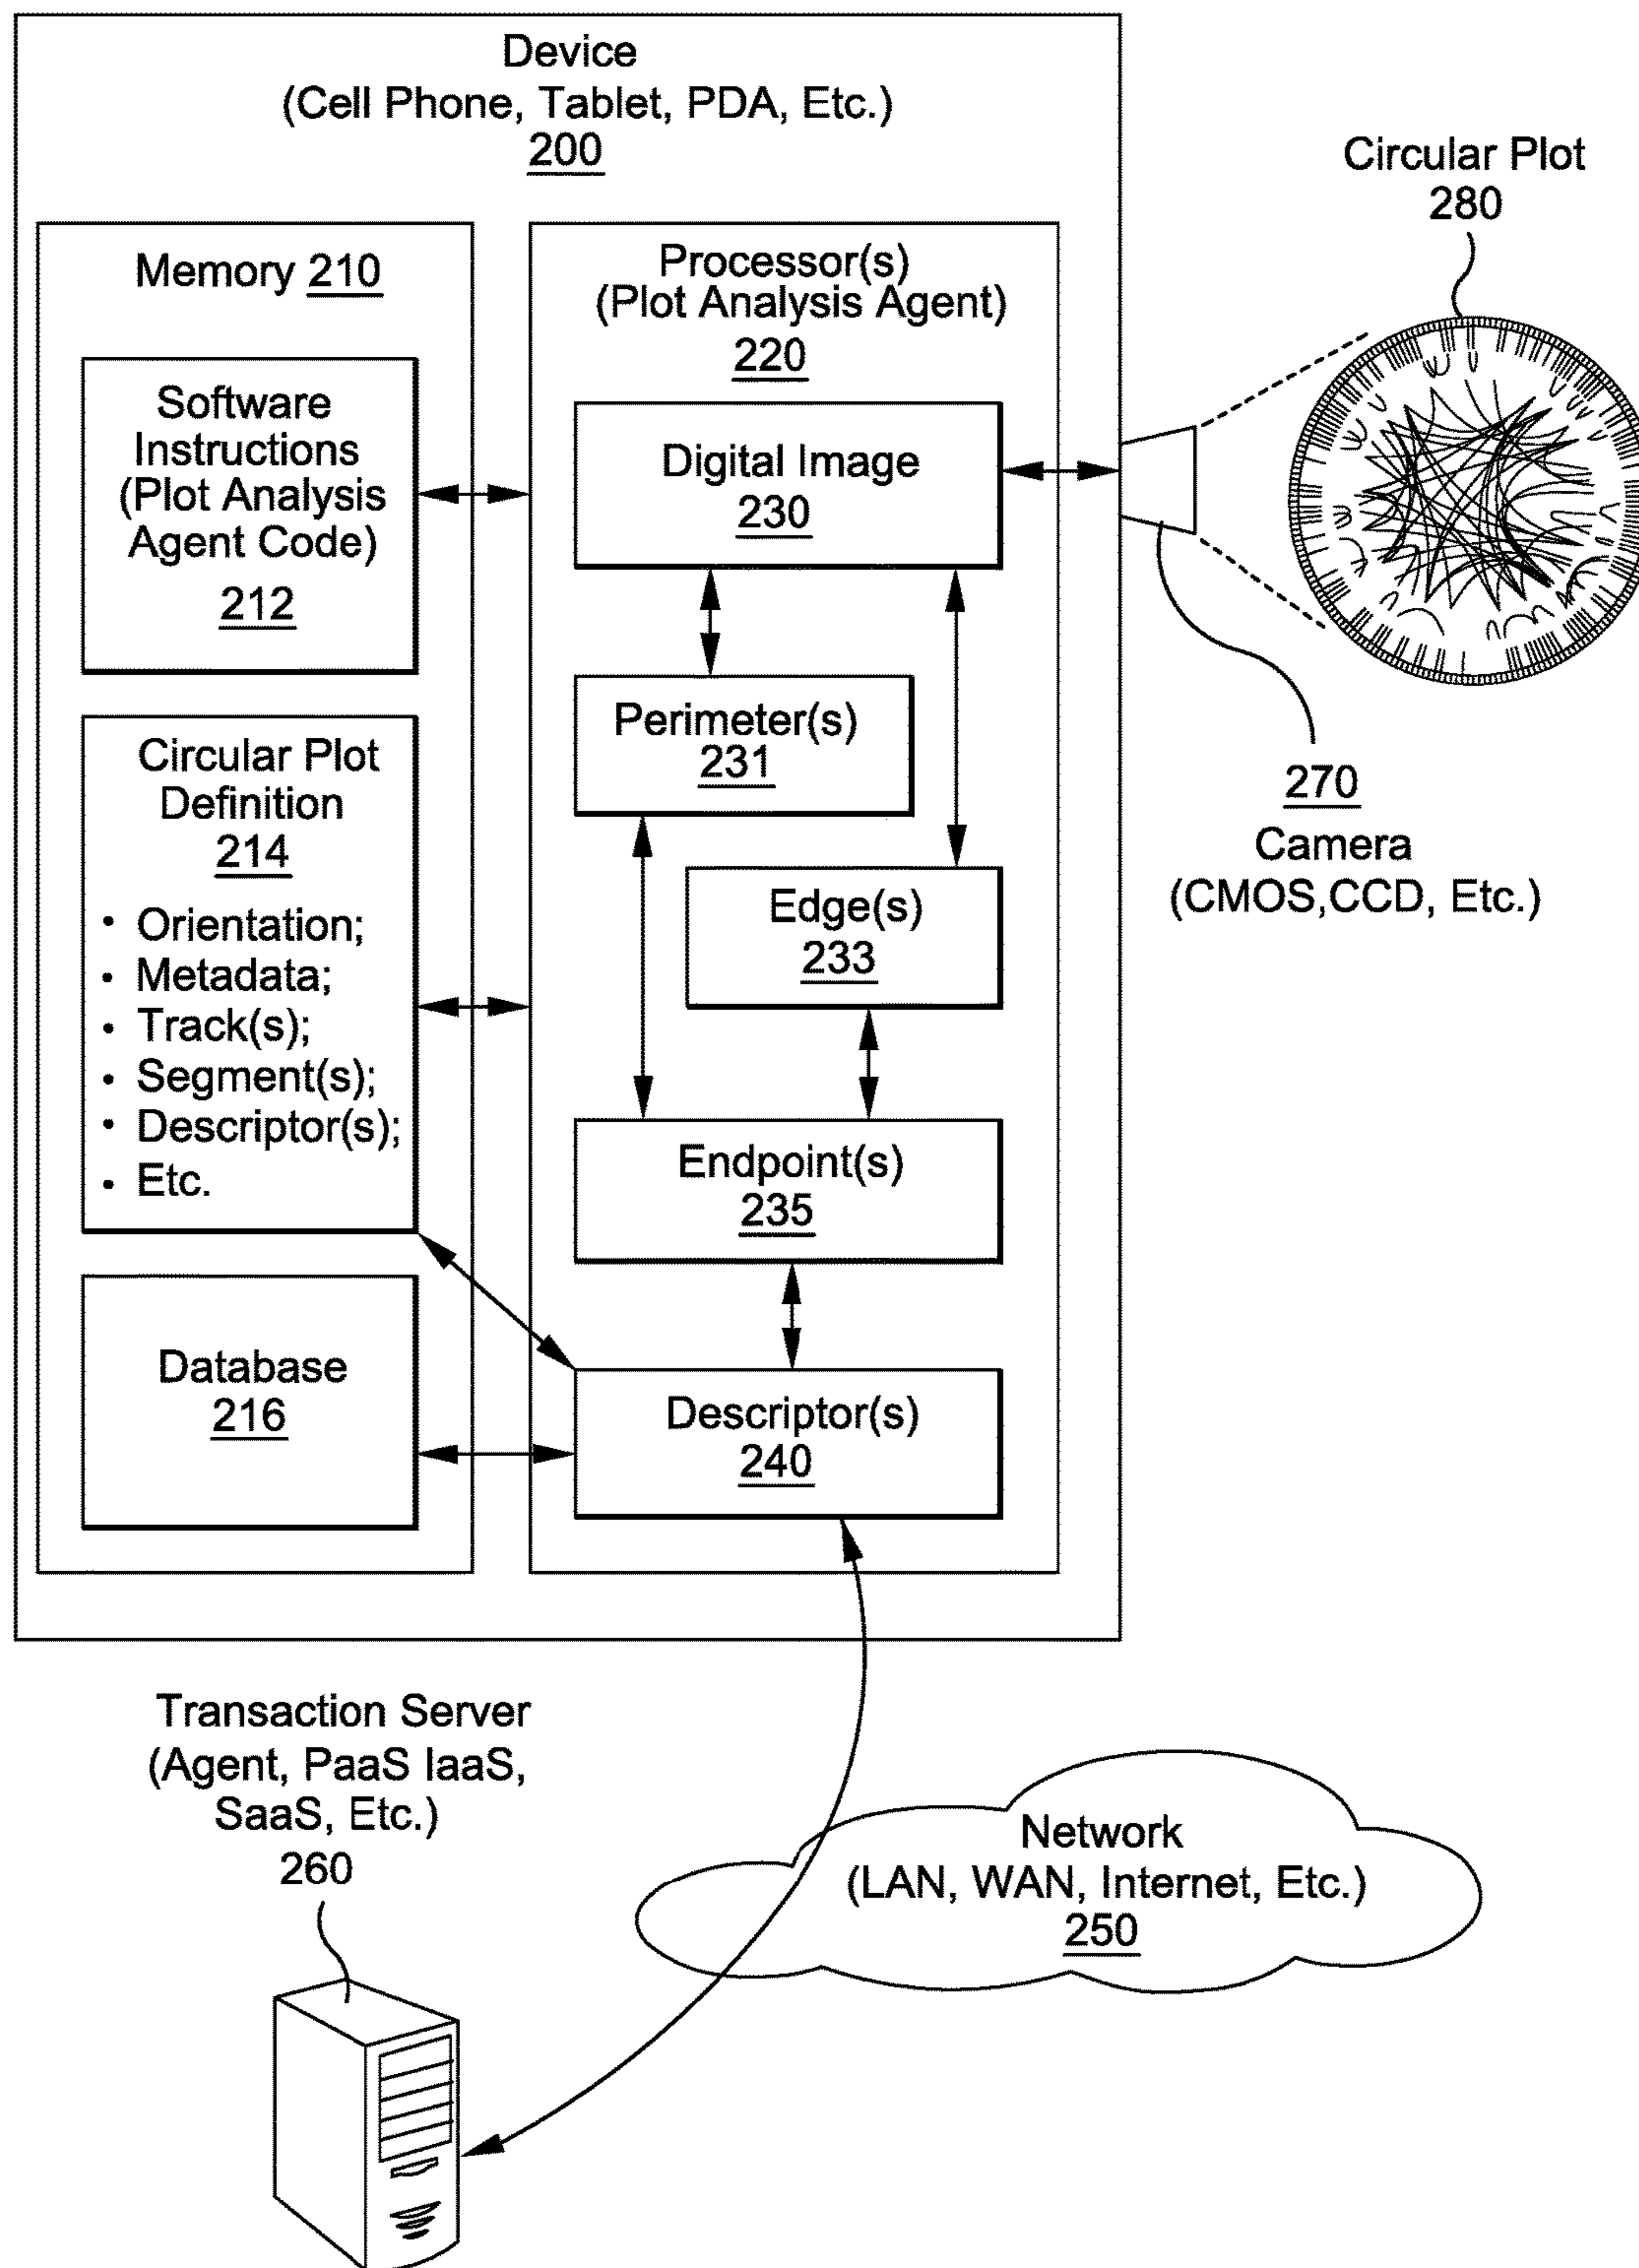 Device
(Cell Phone, Tablet, PDA, Etc.)
200
Circular Plot
280
Memory 210
Software
Instructions
(Plot Analysis
Agent Code)
212
Circular Plot
Definition
214
• Orientation;
• Metadata;
• Track(s);
• Segment(s);
• Descriptor(s);
• Etc.
Database
216
Processor(s)
(Plot Analysis Agent)
220
Digital Image
230
Perimeter(s)
231
Edge(s)
233
Endpoint(s)
235
Descriptor(s)
240
270
Camera
(CMOS,CCD, Etc.)
Transaction Server
(Agent, PaaS IaaS,
SaaS, Etc.)
260
Network
(LAN, WAN, Internet, Etc.)
250